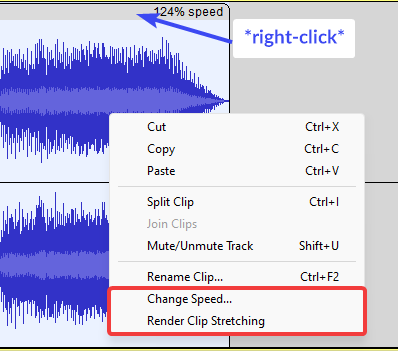 124% speed
*right-click*
Cut Ctrl+X
Copy Ctrl+C
Paste Ctrl+V
Split Clip Ctrl+I
Join Clips
Mute/Unmute Track Shift+U
Rename Clip... Ctrl+F2
Change Speed...
Render Clip Stretching